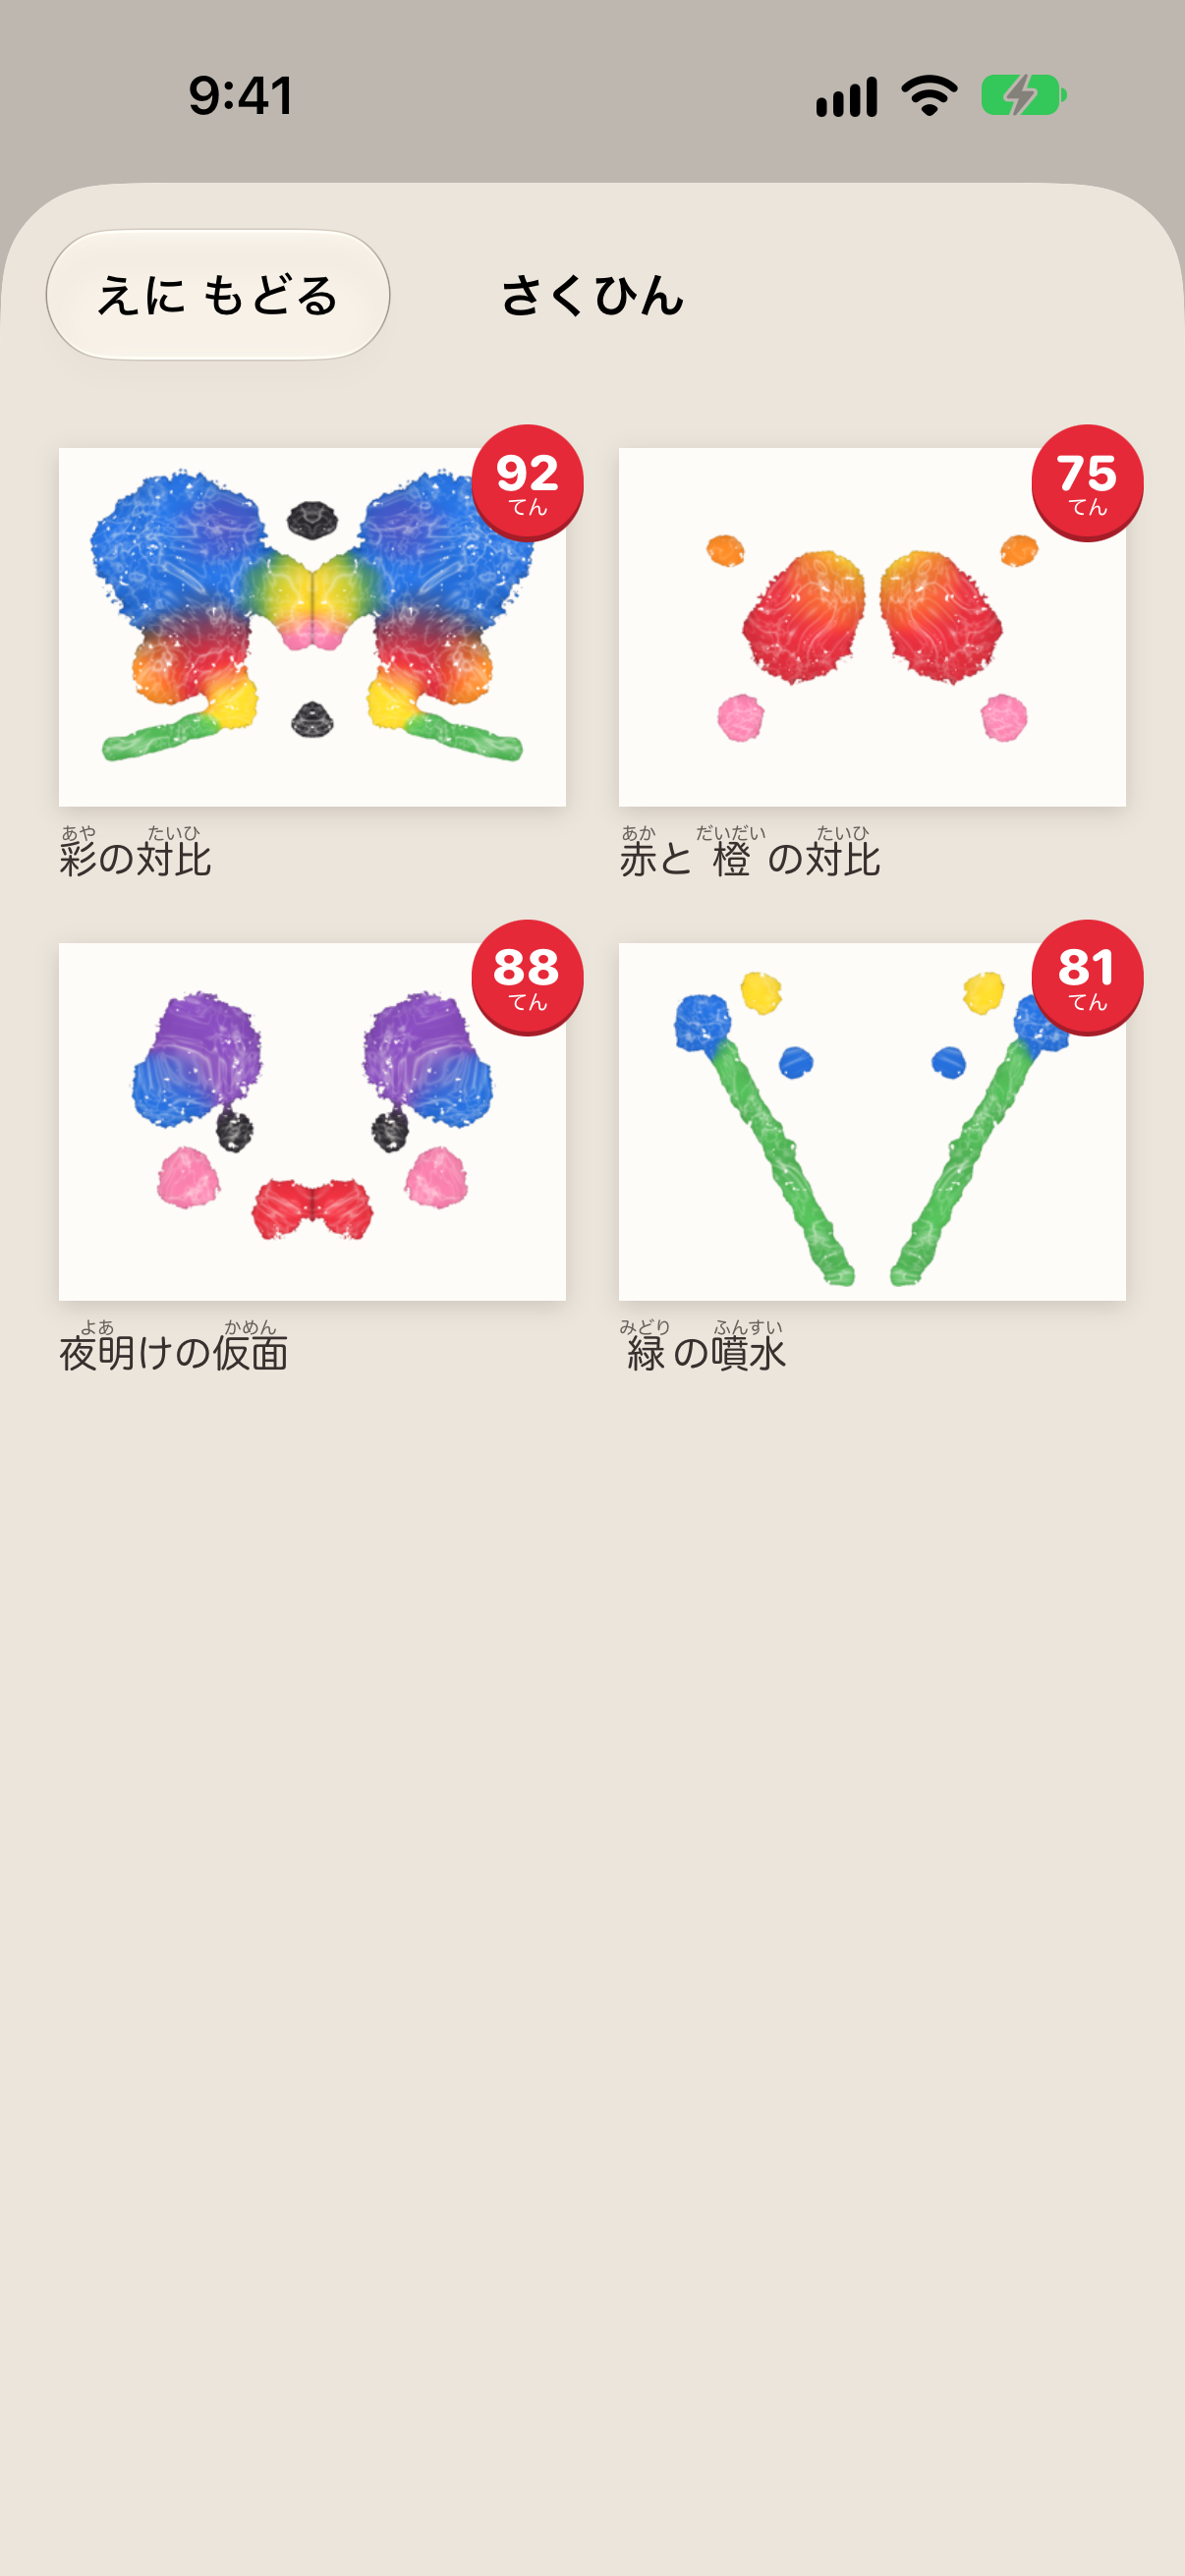 9:41
えに もどる
さくひん
92
てん
75
てん
あや たいひ
彩の対比
あか だいだい たいひ
赤と橙の対比
88
てん
81
てん
よあ かめん
夜明けの仮面
みどり ふんすい
緑の噴水